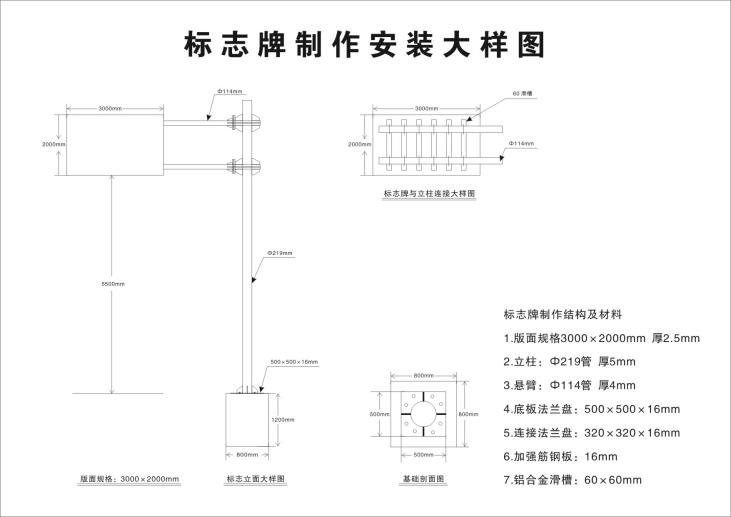 标志牌制作安装大样图
Φ114mm
3000mm
2000mm
5500mm
Φ219mm
500×500×16mm
1200mm
800mm
版面规格：3000×2000mm
标志立面大样图
60 滑槽
3000mm
2000mm
Φ114mm
标志牌与立柱连接大样图
800mm
500mm
800mm
500mm
基础剖面图
标志牌制作结构及材料
1.版面规格3000×2000mm 厚2.5mm
2.立柱：Φ219管 厚5mm
3.悬臂：Φ114管 厚4mm
4.底板法兰盘：500×500×16mm
5.连接法兰盘：320×320×16mm
6.加强筋钢板：16mm
7.铝合金滑槽：60×60mm